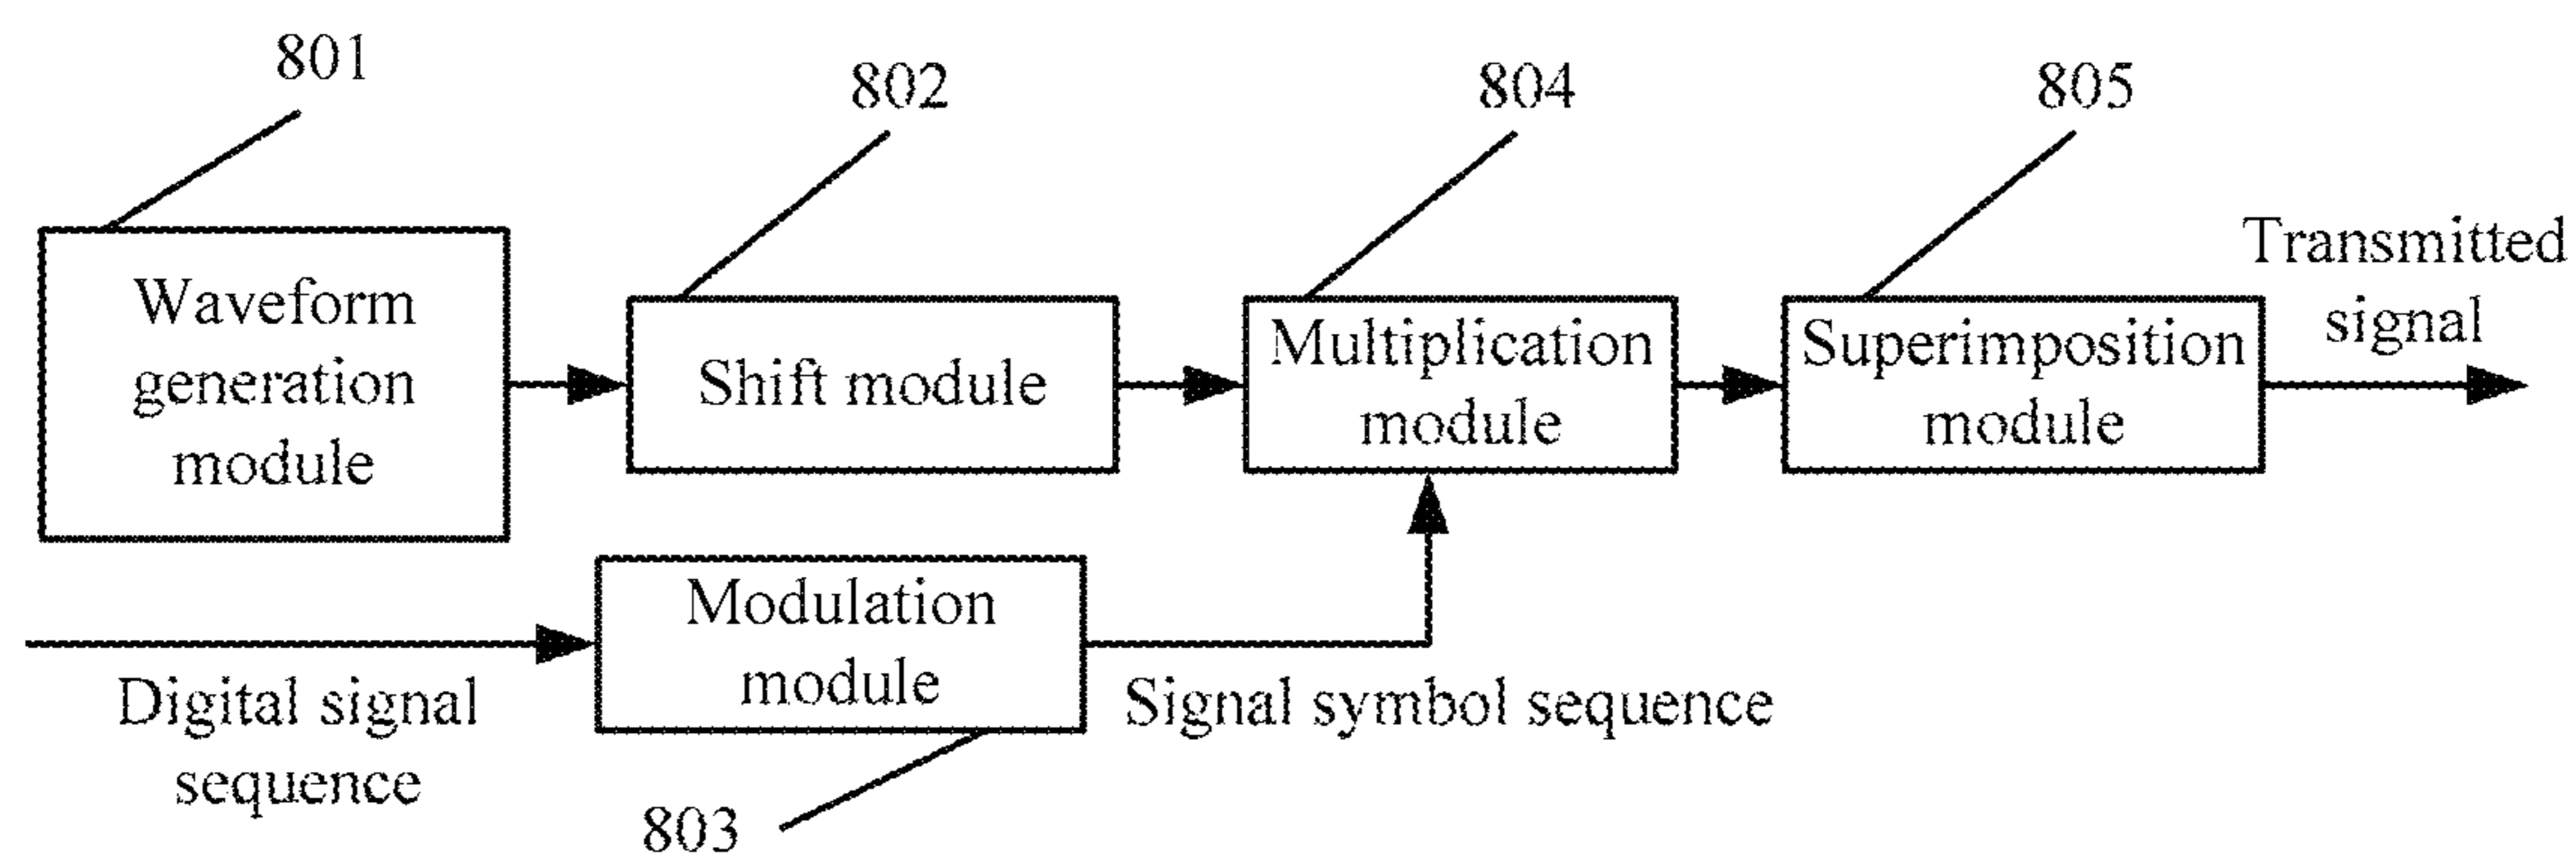 801
802
804
805
Waveform
generation
module
Shift module
Multiplication
module
Superimposition
module
Transmitted
signal
Modulation
module
Digital signal
sequence
Signal symbol sequence
803